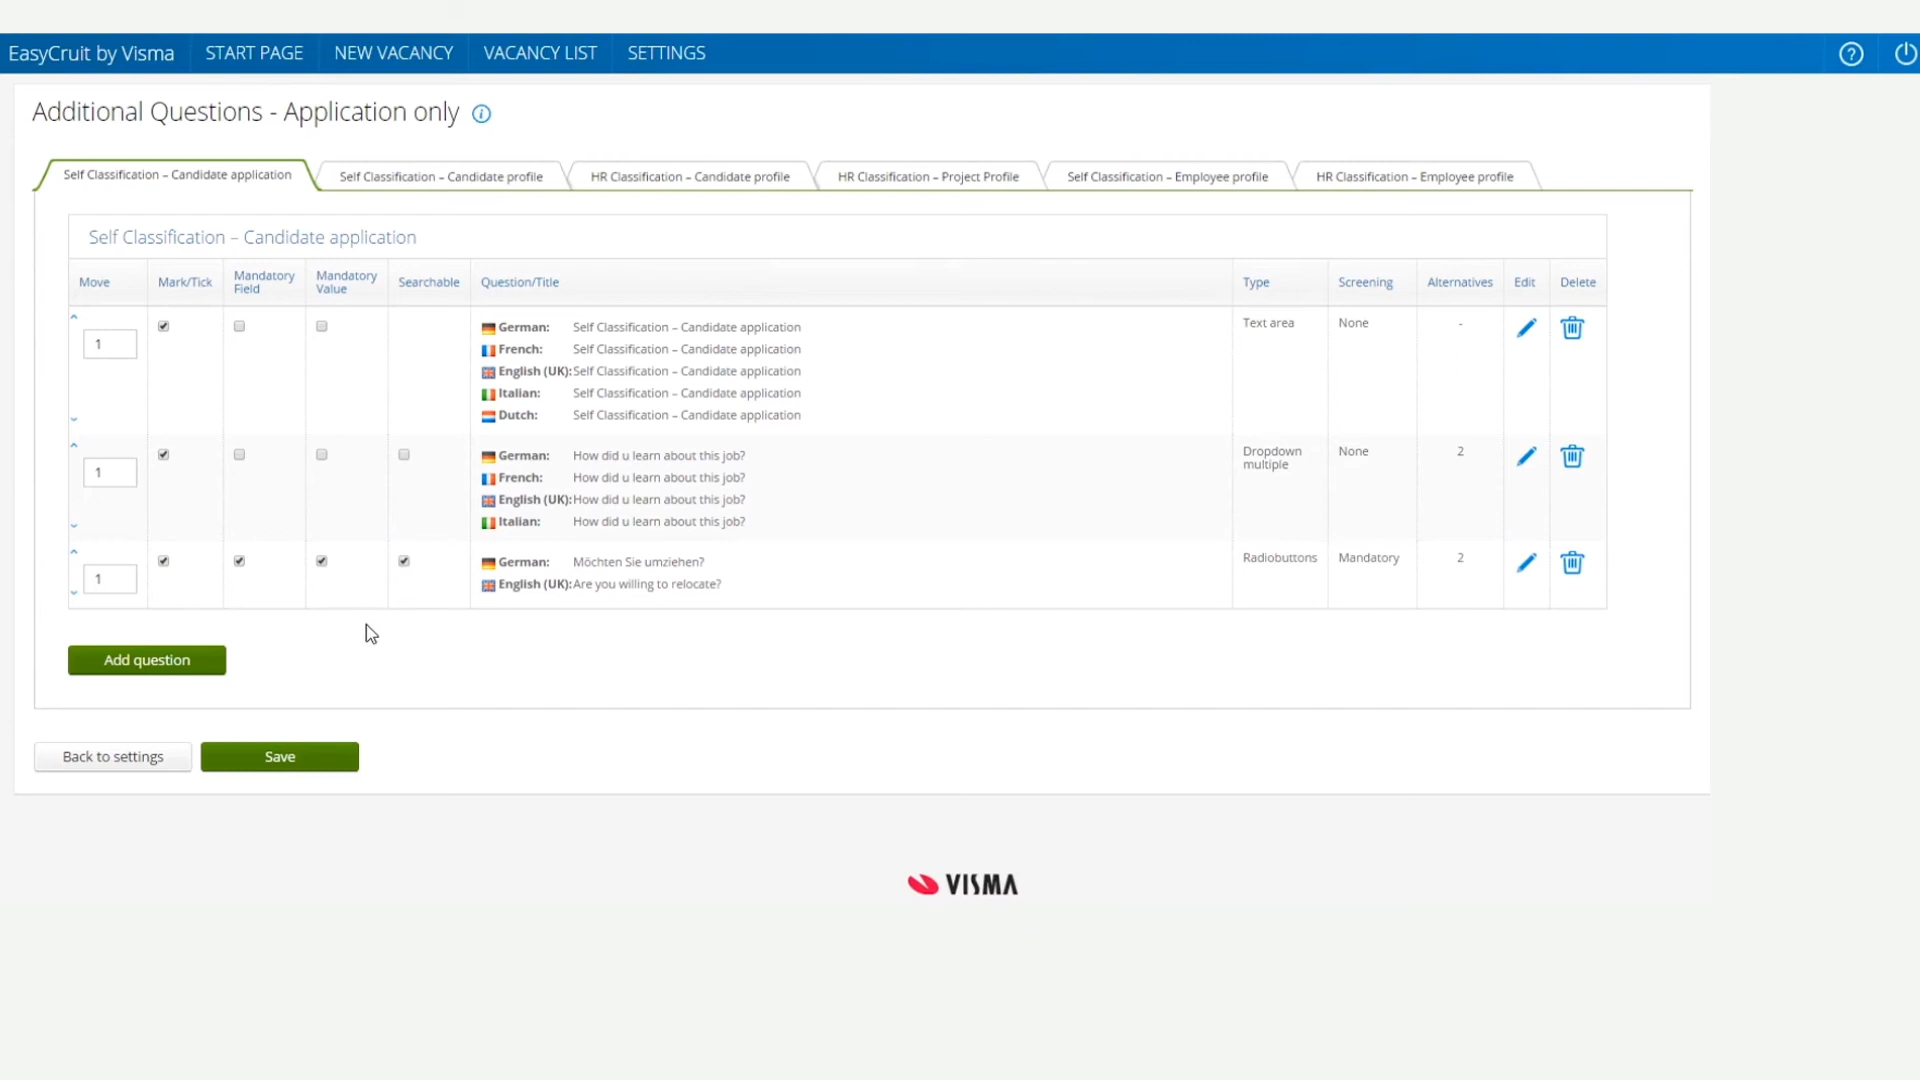 EasyCruit by Visma START PAGE NEW VACANCY VACANCY LIST SETTINGS ?
Additional Questions - Application only i
Self Classification – Candidate application Self Classification – Candidate profile HR Classification – Candidate profile HR Classification – Project Profile Self Classification – Employee profile HR Classification – Employee profile
Self Classification – Candidate application
Move Mark/Tick Mandatory Field Mandatory Value Searchable Question/Title Type Screening Alternatives Edit Delete
1 German: Self Classification – Candidate application Text area None -
French: Self Classification – Candidate application
English (UK): Self Classification – Candidate application
Italian: Self Classification – Candidate application
Dutch: Self Classification – Candidate application
1 German: How did u learn about this job? Dropdown multiple None 2
French: How did u learn about this job?
English (UK): How did u learn about this job?
Italian: How did u learn about this job?
1 German: Möchten Sie umziehen? Radiobuttons Mandatory 2
English (UK): Are you willing to relocate?
Add question
Back to settings Save
VISMA